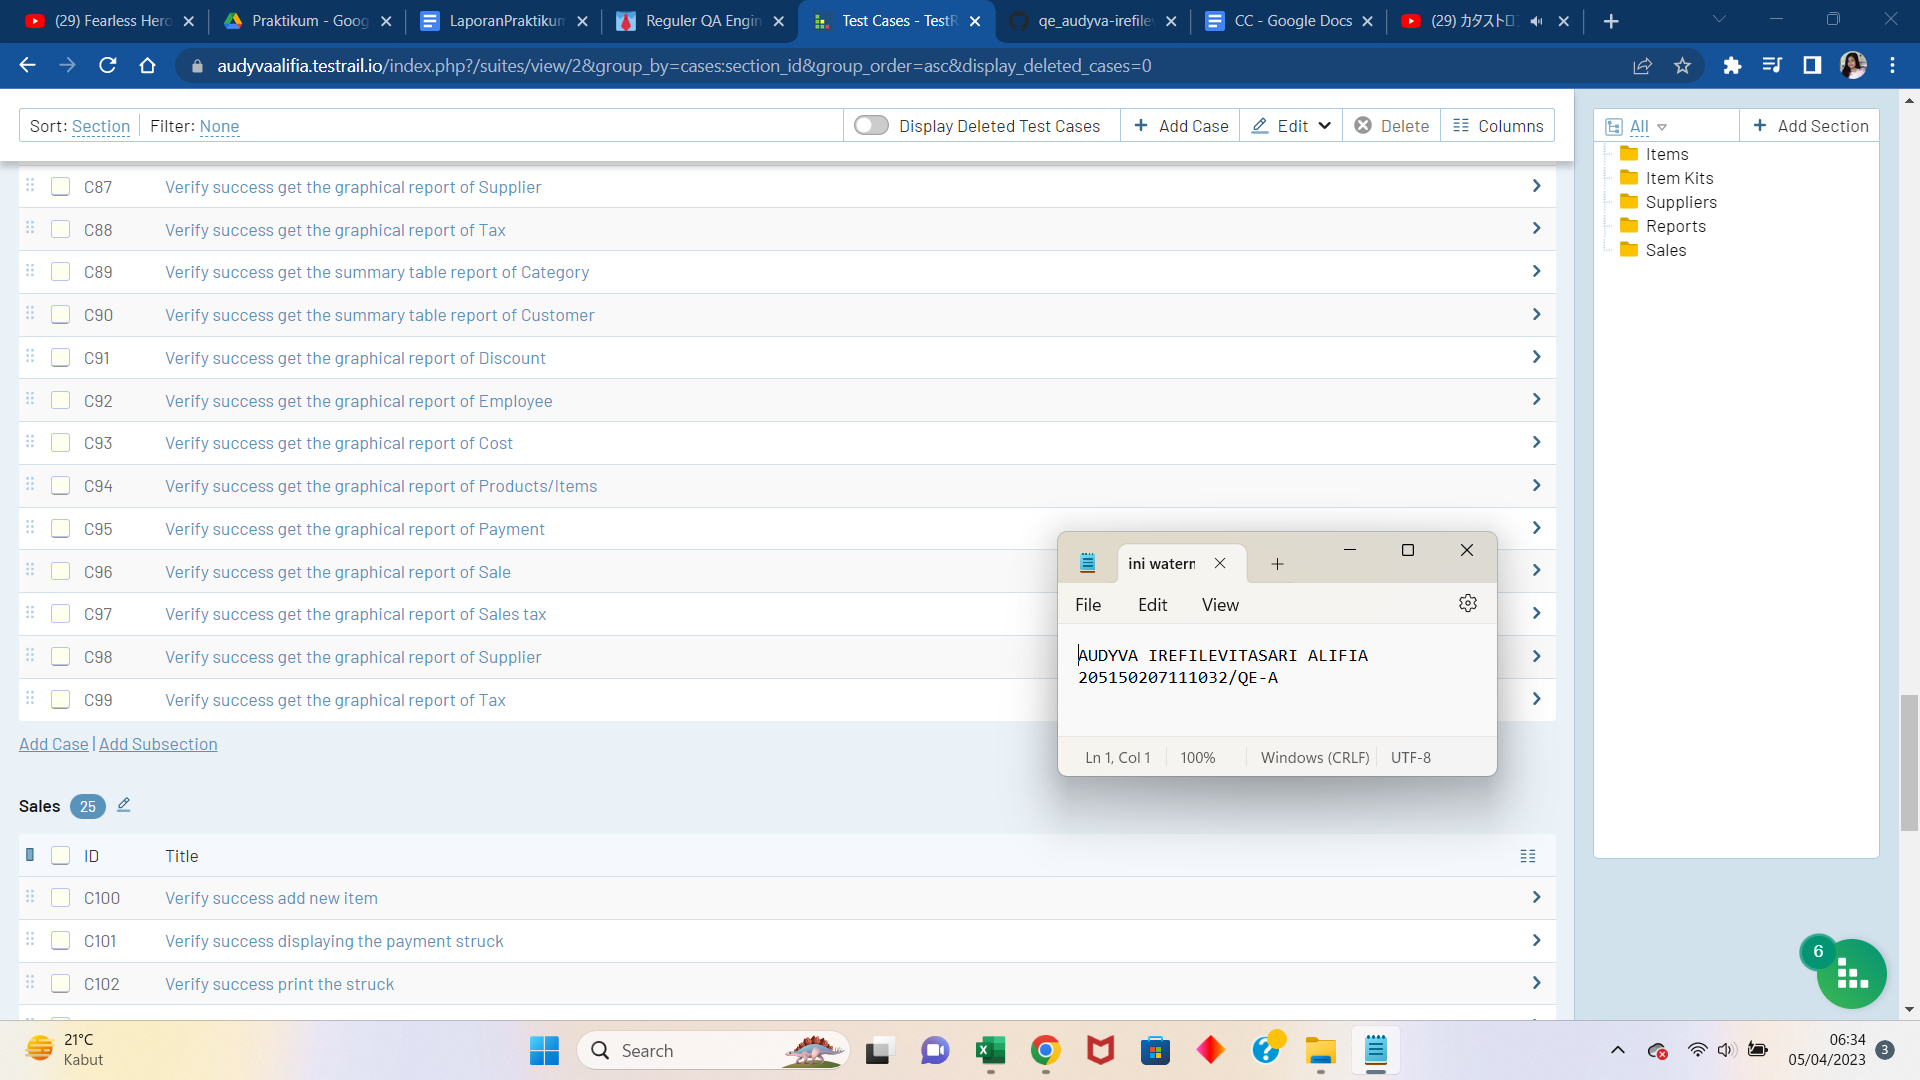 (29) Fearless Hero
Praktikum - Goog
LaporanPraktikum
Reguler QA Engin
Test Cases - TestR
qe_audyva-irefilev
CC - Google Docs
(29) カタストロ
audyvaalifia.testrail.io/index.php?/suites/view/2&group_by=cases:section_id&group_order=asc&display_deleted_cases=0
Sort: Section Filter: None
Display Deleted Test Cases
+ Add Case
Edit
Delete
Columns
All
+ Add Section
Items
Item Kits
Suppliers
Reports
Sales
C87 Verify success get the graphical report of Supplier
C88 Verify success get the graphical report of Tax
C89 Verify success get the summary table report of Category
C90 Verify success get the summary table report of Customer
C91 Verify success get the graphical report of Discount
C92 Verify success get the graphical report of Employee
C93 Verify success get the graphical report of Cost
C94 Verify success get the graphical report of Products/Items
C95 Verify success get the graphical report of Payment
C96 Verify success get the graphical report of Sale
C97 Verify success get the graphical report of Sales tax
C98 Verify success get the graphical report of Supplier
C99 Verify success get the graphical report of Tax
Add Case | Add Subsection
Sales 25
ID Title
C100 Verify success add new item
C101 Verify success displaying the payment struck
C102 Verify success print the struck
ini waterm
File Edit View
AUDYVA IREFILEVITASARI ALIFIA
205150207111032/QE-A
Ln 1, Col 1 100% Windows (CRLF) UTF-8
6
21°C
Kabut
Search
06:34
05/04/2023
3